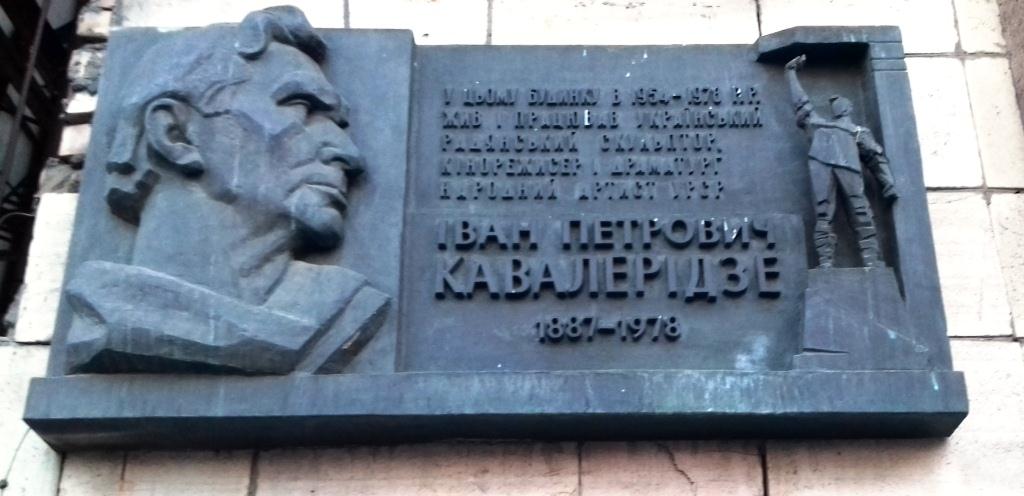 У ЦЬОМУ БУДИНКУ В 1954-1978 Р.Р.
ЖИВ І ПРАЦЮВАВ УКРАЇНСЬКИЙ
РАДЯНСЬКИЙ СКУЛЬПТОР,
КІНОРЕЖИСЕР І ДРАМАТУРГ
НАРОДНИЙ АРТИСТ УРСР
ІВАН ПЕТРОВИЧ
КАВАЛЕРІДЗЕ
1887-1978